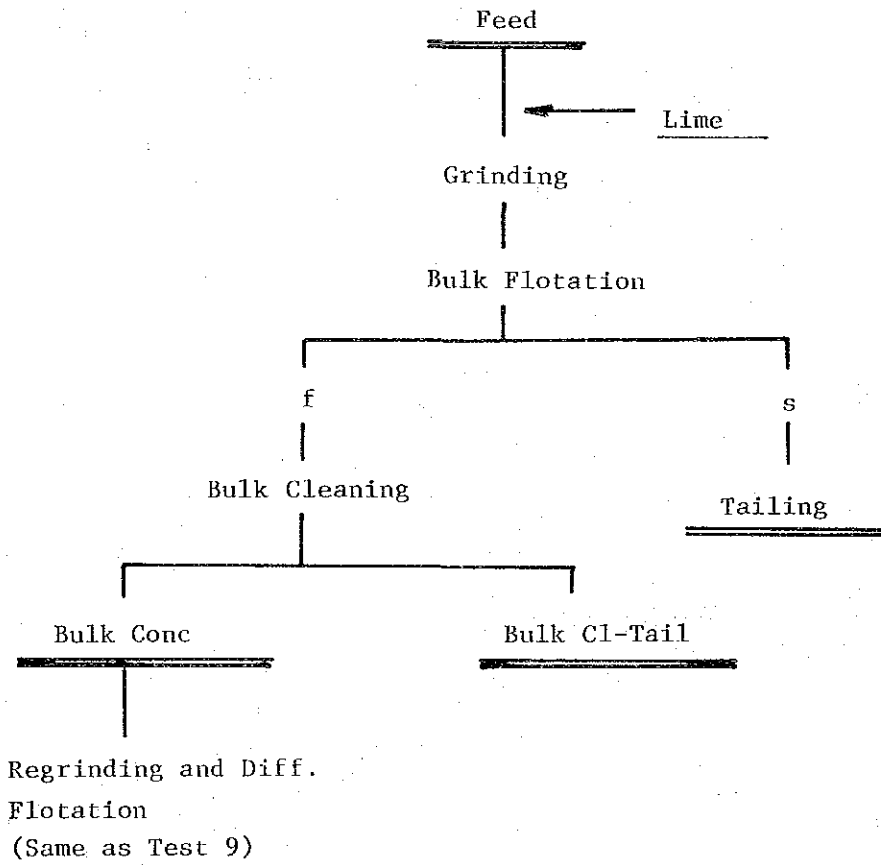 Feed
Lime
Grinding
Bulk Flotation
f
s
Bulk Cleaning
Tailing
Bulk Conc
Bulk Cl-Tail
Regrinding and Diff.
Flotation
(Same as Test 9)